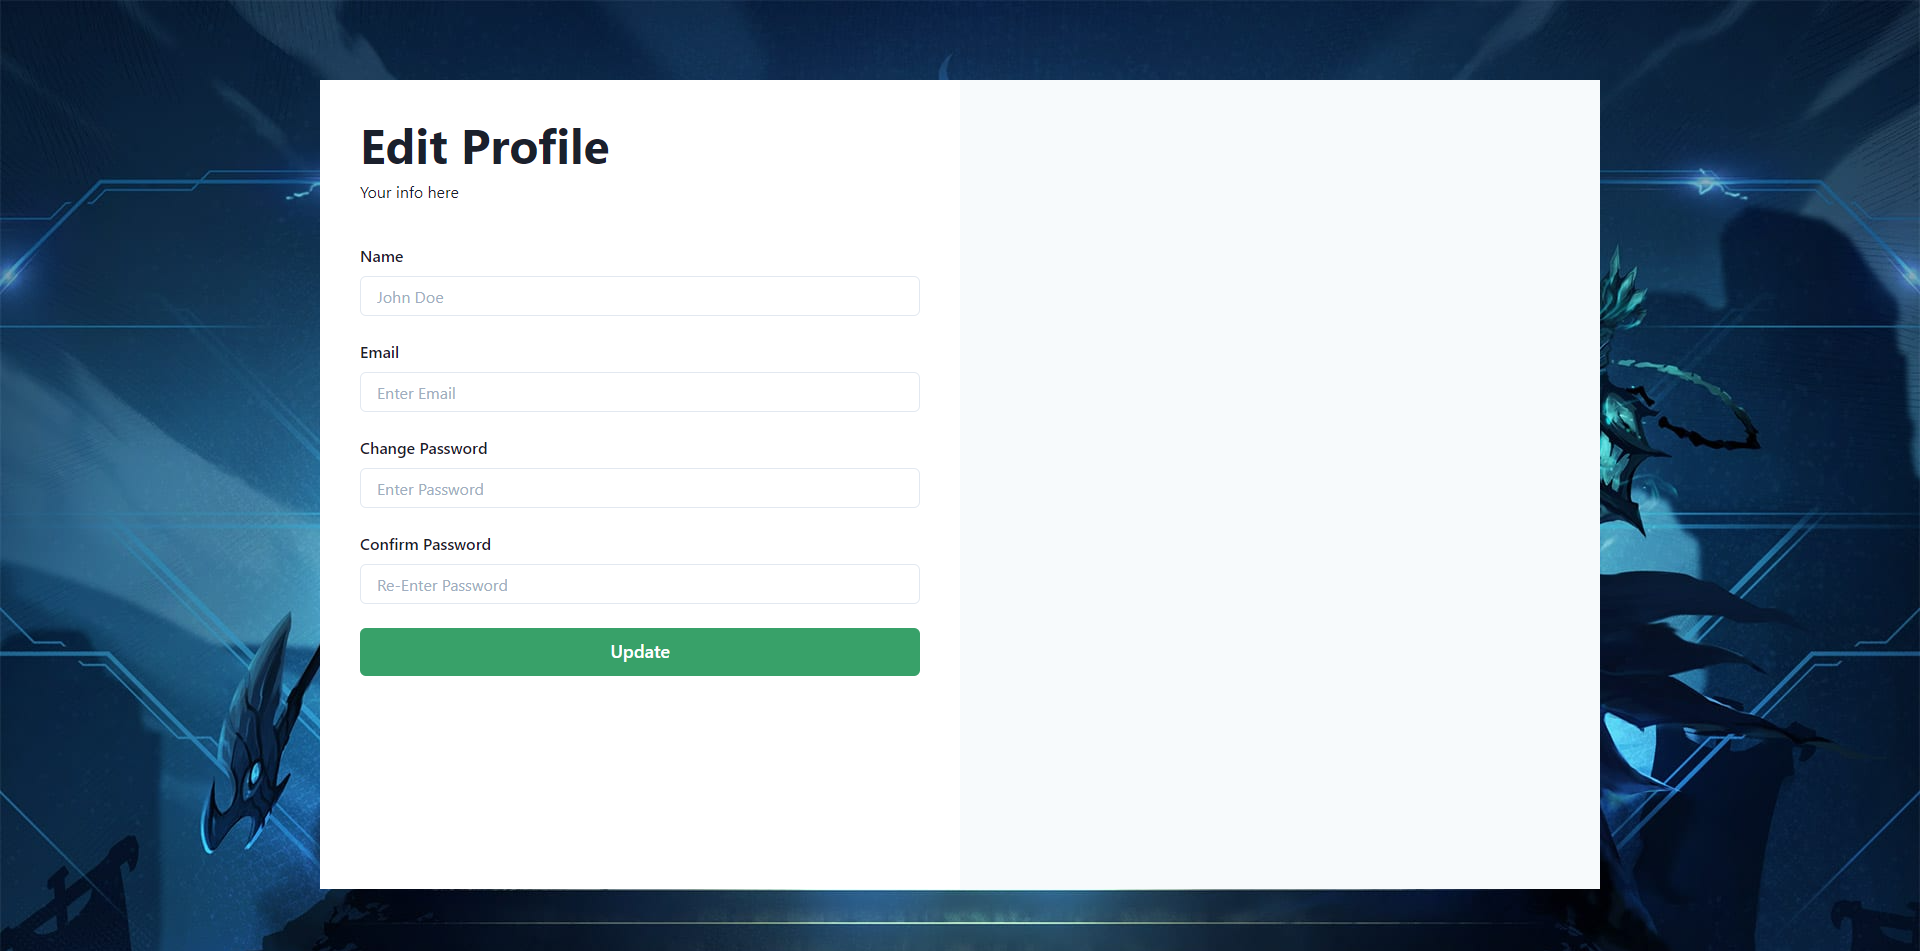 Edit Profile
Your info here
Name
John Doe
Email
Enter Email
Change Password
Enter Password
Confirm Password
Re-Enter Password
Update